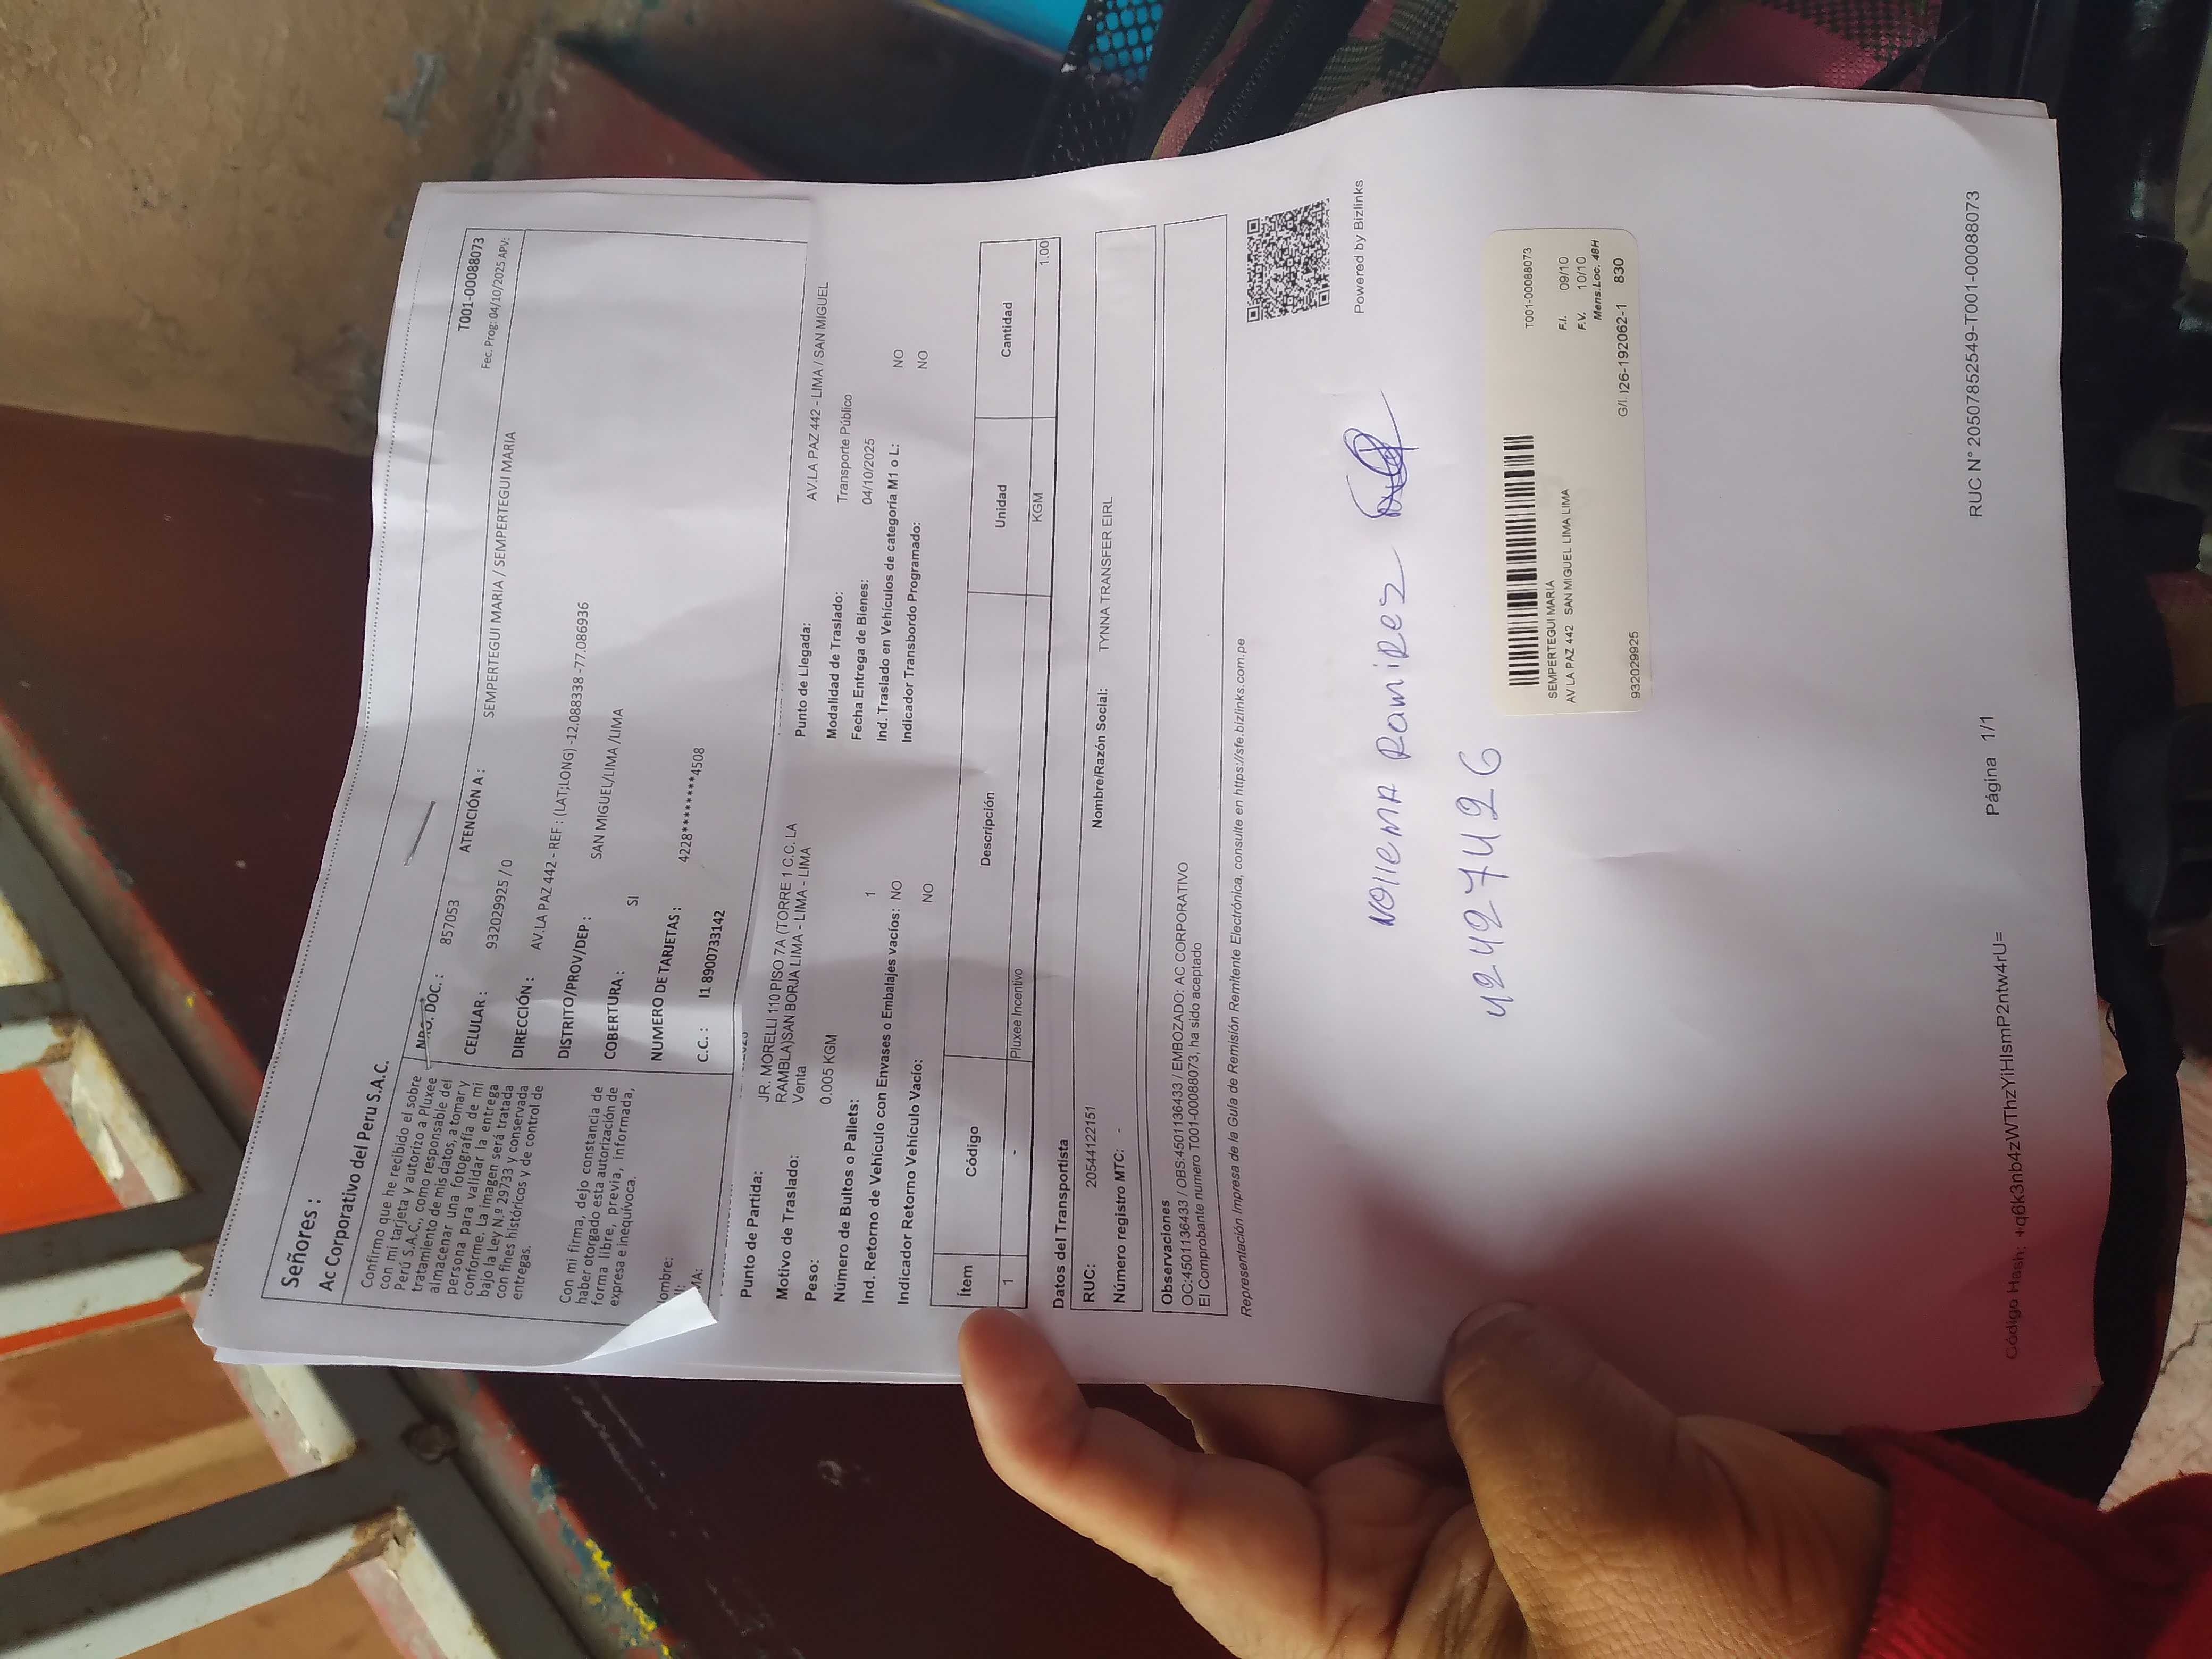 T001-00088073
Fec. Prog: 04/10/2025 APV:
Señores :
Ac Corporativo del Peru S.A.C.
Confirmo que he recibido el sobre
con mi tarjeta y autorizo a Pluxee
Perú S.A.C., como responsable del
tratamiento de mis datos, a tomar y
almacenar una fotografía de mi
persona para validar la entrega
conforme. La imagen será tratada
bajo la Ley N.º 29733 y conservada
con fines históricos y de control de
entregas.
Con mi firma, dejo constancia de
haber otorgado esta autorización de
forma libre, previa, informada,
expresa e inequívoca.
ombre:
MA:
NRO. DOC. : 857053 ATENCIÓN A : SEMPERTEGUI MARIA / SEMPERTEGUI MARIA
CELULAR : 932029925 / 0
DIRECCIÓN : AV.LA PAZ 442 - REF : (LAT;LONG) -12.088338 -77.086936
DISTRITO/PROV/DEP : SAN MIGUEL/LIMA /LIMA
COBERTURA : SI
NUMERO DE TARJETAS : 4228********4508
C.C. : I1 8900733142
Punto de Partida: JR. MORELLI 110 PISO 7A (TORRE 1 C.C. LA
RAMBLA)SAN BORJA LIMA - LIMA - LIMA
Punto de Llegada: AV.LA PAZ 442 - LIMA / SAN MIGUEL
Motivo de Traslado: Venta
Modalidad de Traslado: Transporte Público
Peso: 0.005 KGM
Fecha Entrega de Bienes: 04/10/2025
Número de Bultos o Pallets: 1
Ind. Traslado en Vehículos de categoría M1 o L: NO
Ind. Retorno de Vehículo con Envases o Embalajes vacíos: NO
Indicador Transbordo Programado: NO
Indicador Retorno Vehículo Vacío: NO
Ítem Código Descripción Unidad Cantidad
1 - Pluxee Incentivo KGM 1.00
Datos del Transportista
RUC: 20544122151 Nombre/Razón Social: TYNNA TRANSFER EIRL
Número registro MTC: -
Observaciones
OC:4501136433 / OBS:4501136433 / EMBOZADO: AC CORPORATIVO
El Comprobante numero T001-00088073, ha sido aceptado
Representación Impresa de la Guía de Remisión Remitente Electrónica, consulte en https://sfe.bizlinks.com.pe
Powered by Bizlinks
Nollema Ramirez
42427426
T001-00088073
SEMPERTEGUI MARIA
AV LA PAZ 442 SAN MIGUEL LIMA LIMA
F.I. 09/10
F.V. 10/10
Mens.Loc. 48H
932029925 G/I. I26-192062-1 830
RUC N° 20507852549-T001-00088073
Código Hash: +q6k3nb4zWThzYiHlsmP2ntw4rU= Página 1/1